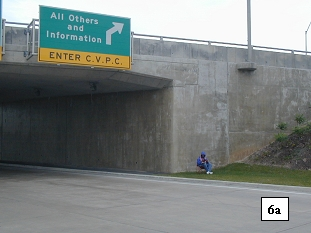 All Others
and
Information
ENTER C.V.P.C.
6a